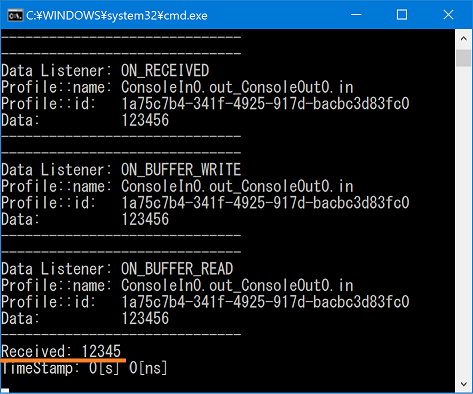 C:¥WINDOWS¥system32¥cmd.exe
------------------------------
------------------------------
Data Listener: ON_RECEIVED
Profile::name: ConsoleIn0.out_ConsoleOut0.in
Profile::id:   1a75c7b4-341f-4925-917d-bacbc3d83fc0
Data:          123456
------------------------------
------------------------------
Data Listener: ON_BUFFER_WRITE
Profile::name: ConsoleIn0.out_ConsoleOut0.in
Profile::id:   1a75c7b4-341f-4925-917d-bacbc3d83fc0
Data:          123456
------------------------------
------------------------------
Data Listener: ON_BUFFER_READ
Profile::name: ConsoleIn0.out_ConsoleOut0.in
Profile::id:   1a75c7b4-341f-4925-917d-bacbc3d83fc0
Data:          123456
------------------------------
Received: 12345
TimeStamp: 0[s] 0[ns]